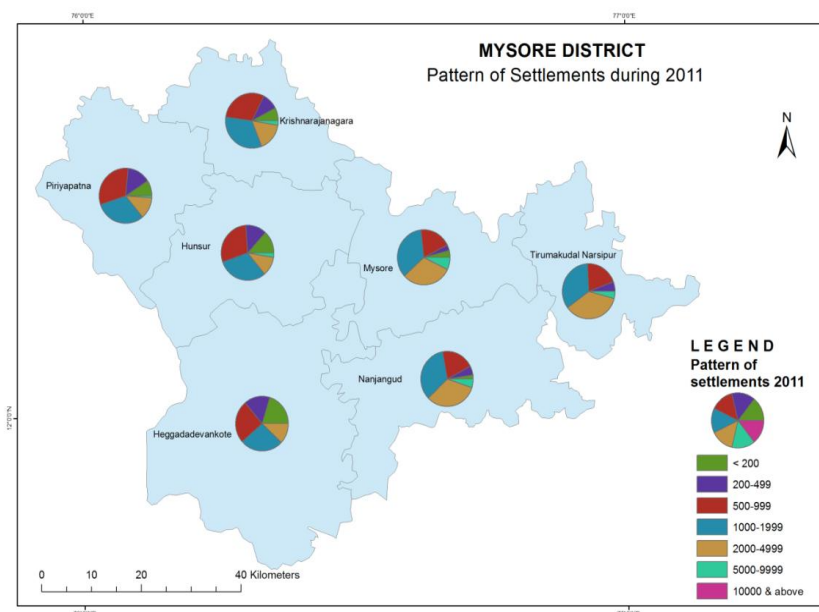 76°0'0"E
77°0'0"E
MYSORE DISTRICT
Pattern of Settlements during 2011
N
Krishnarajanagara
Piriyapatna
Hunsur
Mysore
Tirumakudal Narsipur
Nanjangud
Heggadadevankote
12°0'0"N
L E G E N D
Pattern of
settlements 2011
< 200
200-499
500-999
1000-1999
2000-4999
5000-9999
10000 & above
0 10 20 40 Kilometers